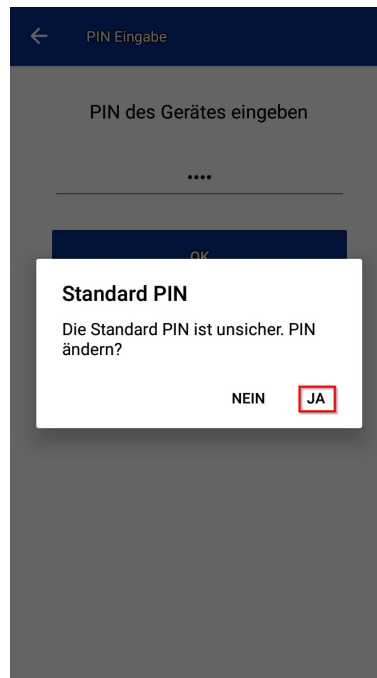 PIN Eingabe
PIN des Gerätes eingeben
••••
OK
Standard PIN
Die Standard PIN ist unsicher. PIN
ändern?
NEIN JA